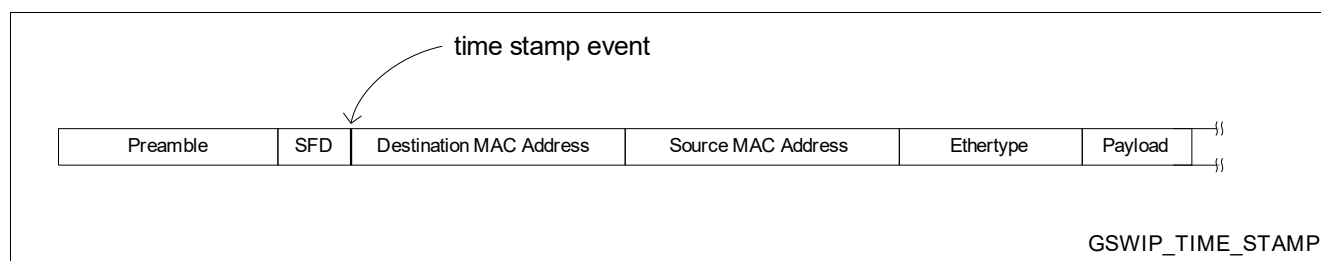 time stamp event
Preamble SFD Destination MAC Address Source MAC Address Ethertype Payload
GSWIP_TIME_STAMP